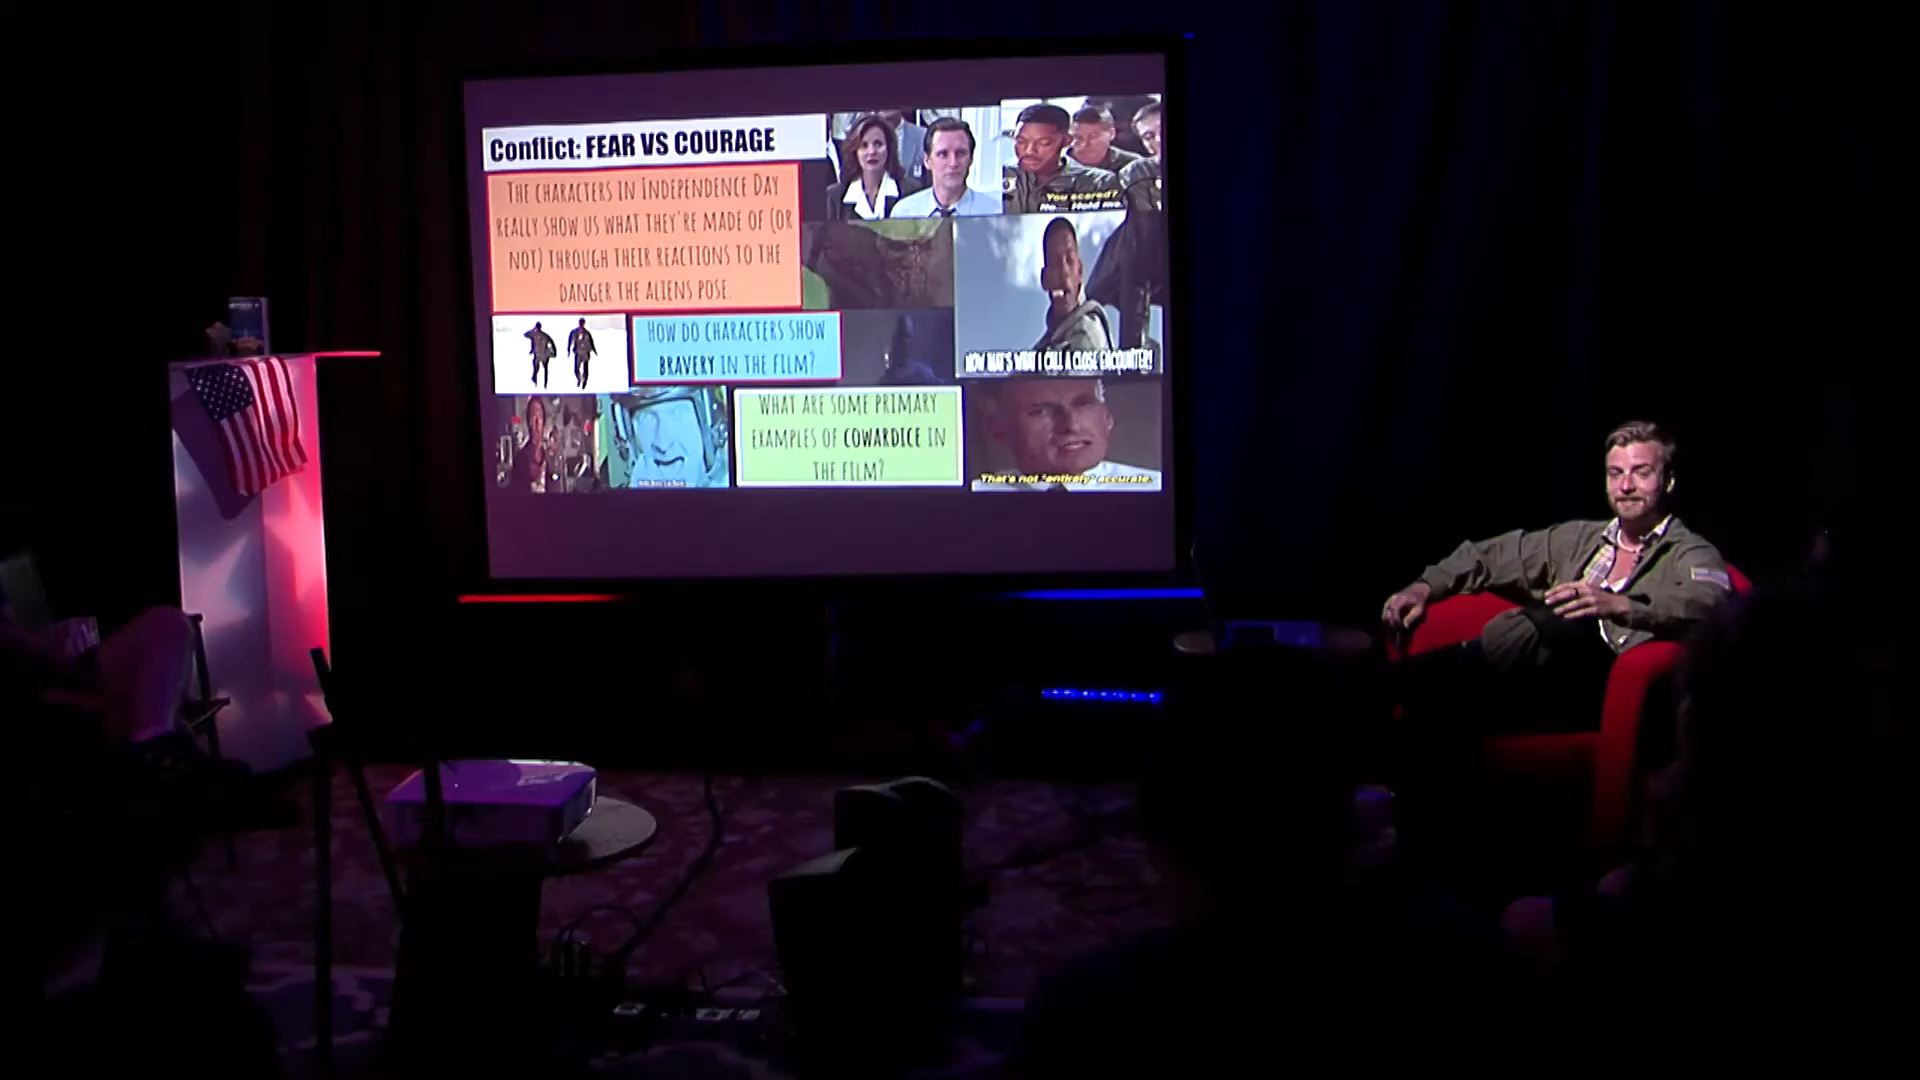 Conflict: FEAR VS COURAGE
THE CHARACTERS IN INDEPENDENCE DAY
REALLY SHOW US WHAT THEY'RE MADE OF (OR
NOT) THROUGH THEIR REACTIONS TO THE
DANGER THE ALIENS POSE.
You scared?
No... Hold me.
HOW DO CHARACTERS SHOW
BRAVERY IN THE FILM?
NOW THAT'S WHAT I CALL A CLOSE ENCOUNTER!
WHAT ARE SOME PRIMARY
EXAMPLES OF COWARDICE IN
THE FILM?
That's not "entirely" accurate.